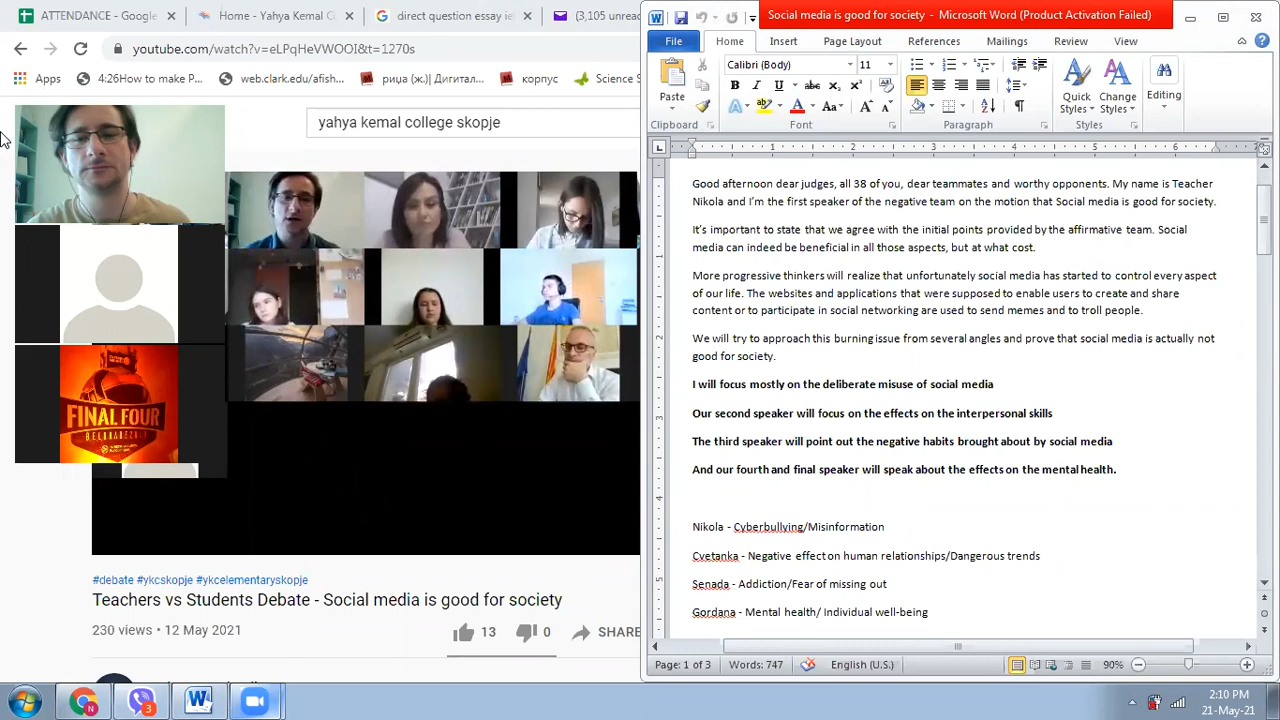 ATTENDANCE - Google
Home - Yahya Kemal C
direct question essay iel
(3,105 unrea
youtube.com/watch?v=eLPqHeVWOOI&t=1270s
Apps
4:26How to make P...
web.clark.edu/afish...
рица (ж.)| Дигитал...
корпус
Science S
yahya kemal college skopje
FINAL FOUR
#debate #ykcskopje #ykcelementaryskopje
Teachers vs Students Debate - Social media is good for society
230 views • 12 May 2021
13
0
SHARE
Social media is good for society - Microsoft Word (Product Activation Failed)
File
Home
Insert
Page Layout
References
Mailings
Review
View
Paste
Calibri (Body)
11
Quick Styles
Change Styles
Editing
Clipboard
Font
Paragraph
Styles
1 2 3 4 5 6
Good afternoon dear judges, all 38 of you, dear teammates and worthy opponents. My name is Teacher
Nikola and I'm the first speaker of the negative team on the motion that Social media is good for society.
It's important to state that we agree with the initial points provided by the affirmative team. Social
media can indeed be beneficial in all those aspects, but at what cost.
More progressive thinkers will realize that unfortunately social media has started to control every aspect
of our life. The websites and applications that were supposed to enable users to create and share
content or to participate in social networking are used to send memes and to troll people.
We will try to approach this burning issue from several angles and prove that social media is actually not
good for society.
I will focus mostly on the deliberate misuse of social media
Our second speaker will focus on the effects on the interpersonal skills
The third speaker will point out the negative habits brought about by social media
And our fourth and final speaker will speak about the effects on the mental health.
Nikola - Cyberbullying/Misinformation
Cvetanka - Negative effect on human relationships/Dangerous trends
Senada - Addiction/Fear of missing out
Gordana - Mental health/ Individual well-being
Page: 1 of 3
Words: 747
English (U.S.)
90%
2:10 PM
21-May-21